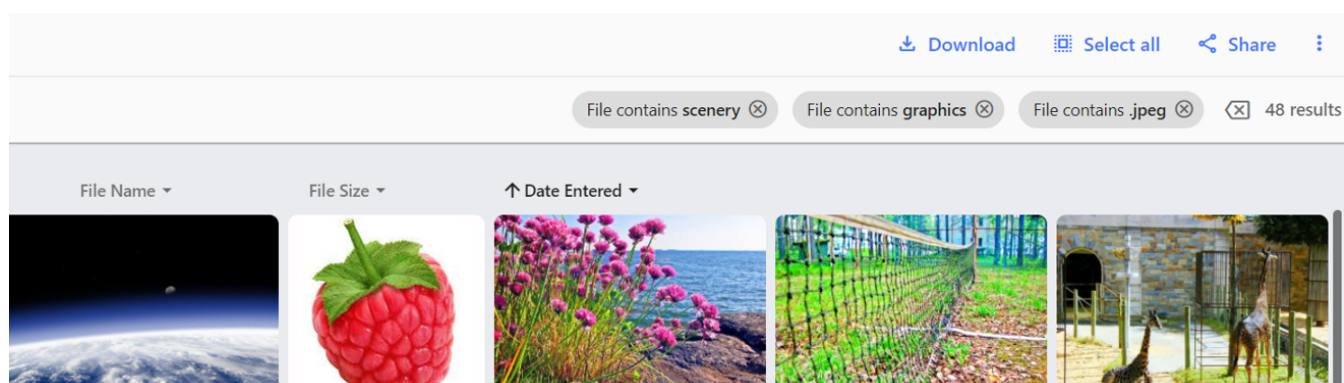 Download Select all Share
File contains scenery File contains graphics File contains .jpeg 48 results
File Name File Size Date Entered